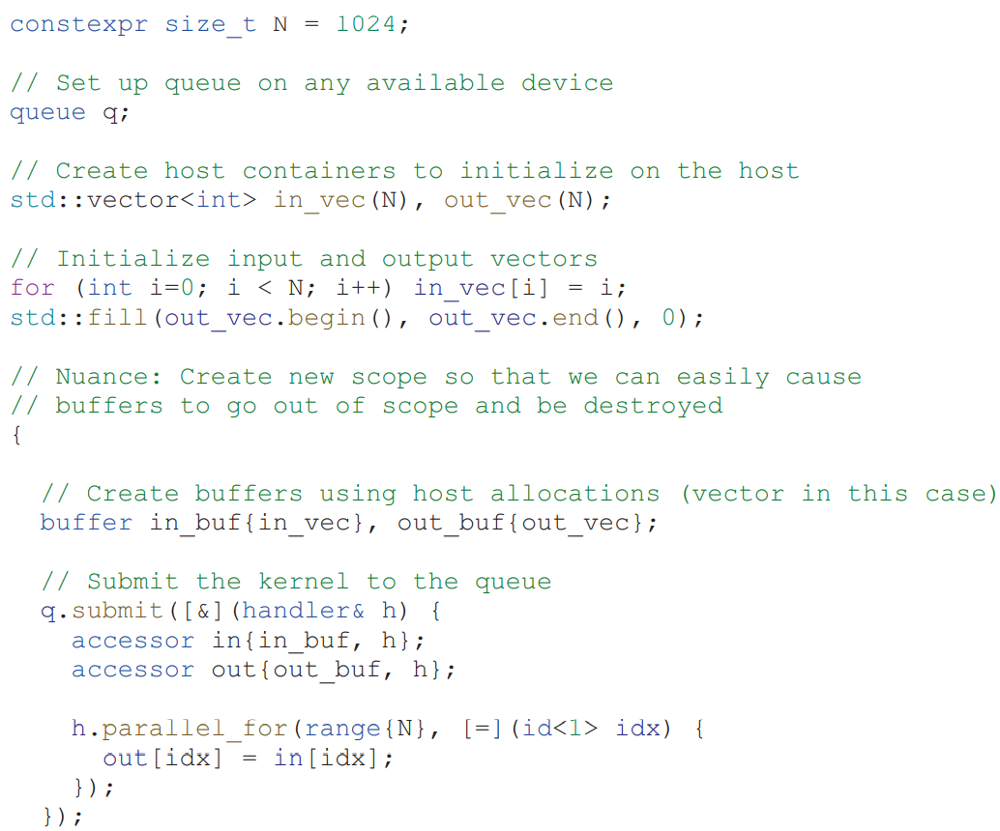 constexpr size_t N = 1024;
// Set up queue on any available device
queue q;
// Create host containers to initialize on the host
std::vector<int> in_vec(N), out_vec(N);
// Initialize input and output vectors
for (int i=0; i < N; i++) in_vec[i] = i;
std::fill(out_vec.begin(), out_vec.end(), 0);
// Nuance: Create new scope so that we can easily cause
// buffers to go out of scope and be destroyed
{
// Create buffers using host allocations (vector in this case)
buffer in_buf{in_vec}, out_buf{out_vec};
// Submit the kernel to the queue
q.submit([&](handler& h) {
accessor in{in_buf, h};
accessor out{out_buf, h};
h.parallel_for(range{N}, [=](id<1> idx) {
out[idx] = in[idx];
});
});